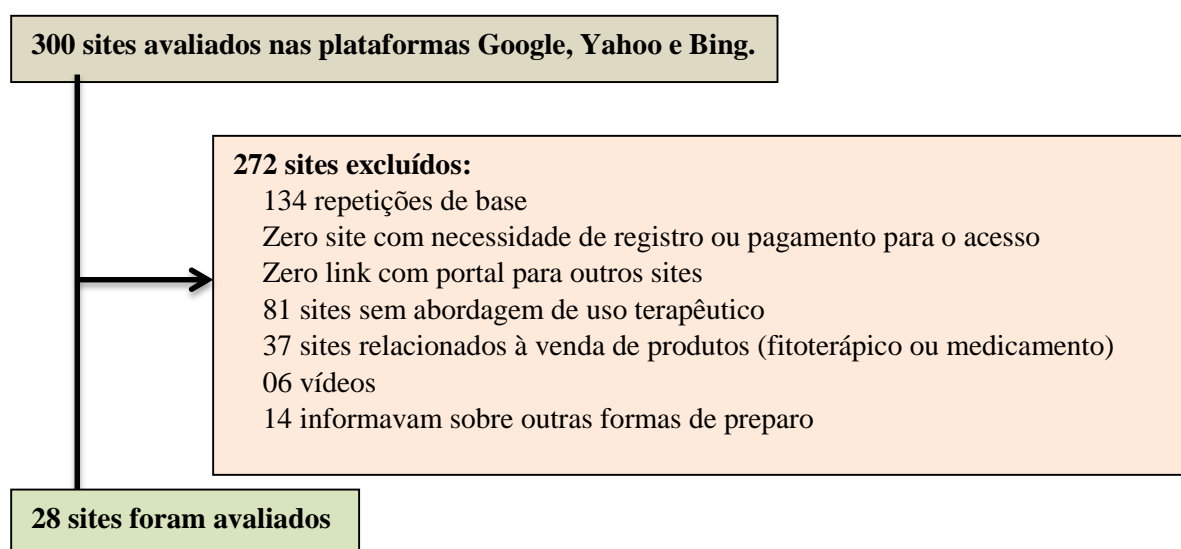 300 sites avaliados nas plataformas Google, Yahoo e Bing.
272 sites excluídos:
134 repetições de base
Zero site com necessidade de registro ou pagamento para o acesso
Zero link com portal para outros sites
81 sites sem abordagem de uso terapêutico
37 sites relacionados à venda de produtos (fitoterápico ou medicamento)
06 vídeos
14 informavam sobre outras formas de preparo
28 sites foram avaliados